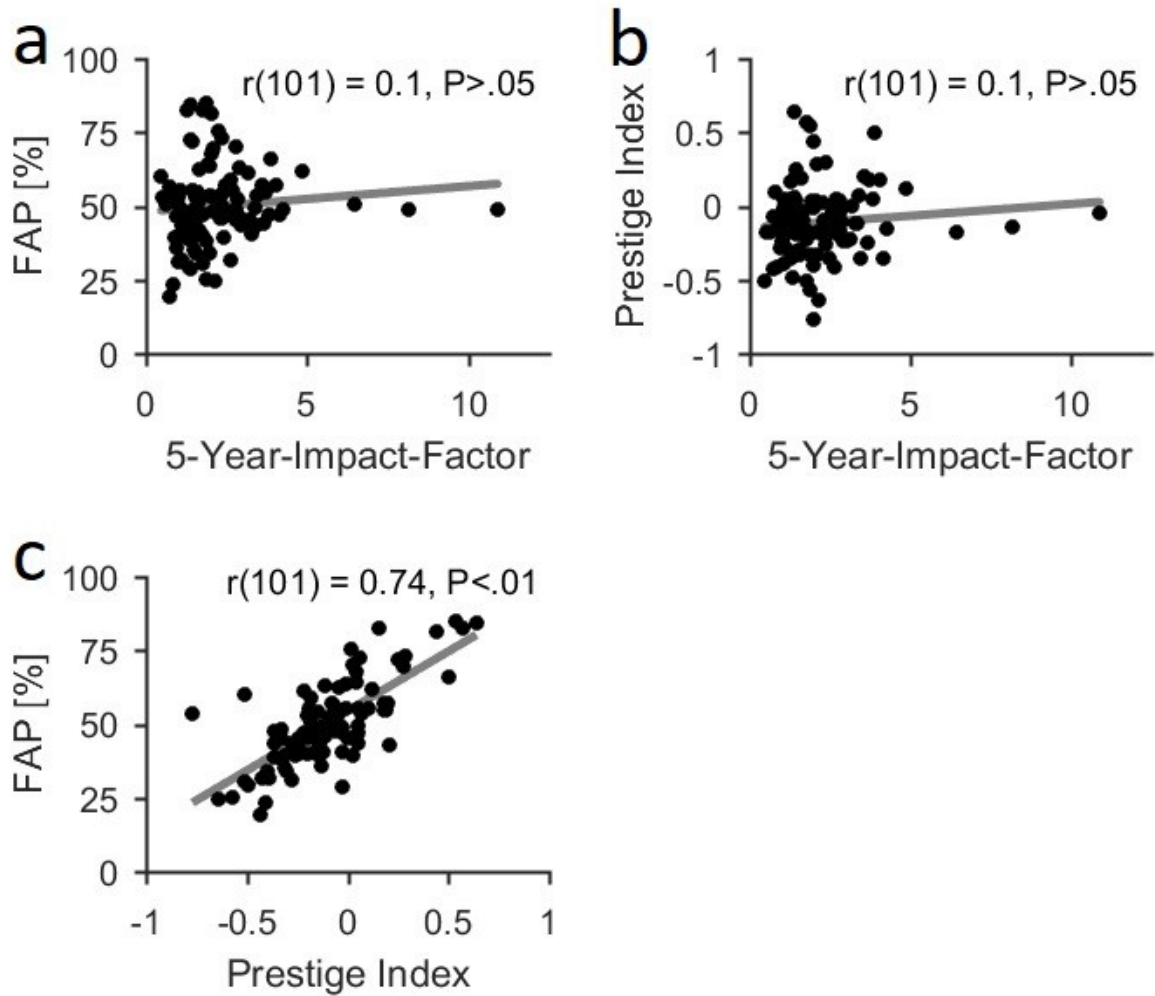 a
r(101) = 0.1, P>.05
FAP [%]
100
75
50
25
0
0 5 10
5-Year-Impact-Factor
b
r(101) = 0.1, P>.05
Prestige Index
1
0.5
0
-0.5
-1
0 5 10
5-Year-Impact-Factor
c
r(101) = 0.74, P<.01
FAP [%]
100
75
50
25
0
-1 -0.5 0 0.5 1
Prestige Index